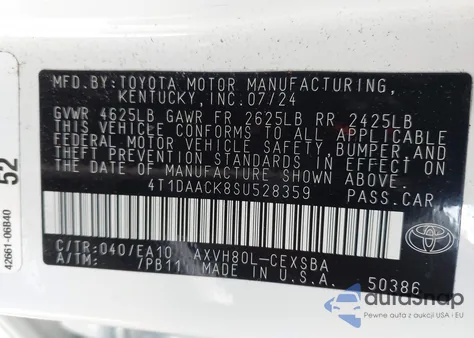 MFD.BY:TOYOTA MOTOR MANUFACTURING,
KENTUCKY,INC.07/24
GVWR 4625LB GAWR FR 2625LB RR 2425LB
THIS VEHICLE CONFORMS TO ALL APPLICABLE
FEDERAL MOTOR VEHICLE SAFETY, BUMPER, AND
THEFT PREVENTION STANDARDS IN EFFECT ON
THE DATE OF MANUFACTURE SHOWN ABOVE.
4T1DAACK8SU528359 PASS.CAR
C/TR:040/EA10 AXVH80L-CEXSBA
A/TM: 7PB11 MADE IN U.S.A. 50386
TOYOTA
52
42661-06B40
autoSnap
Pewne auta z USA • EU